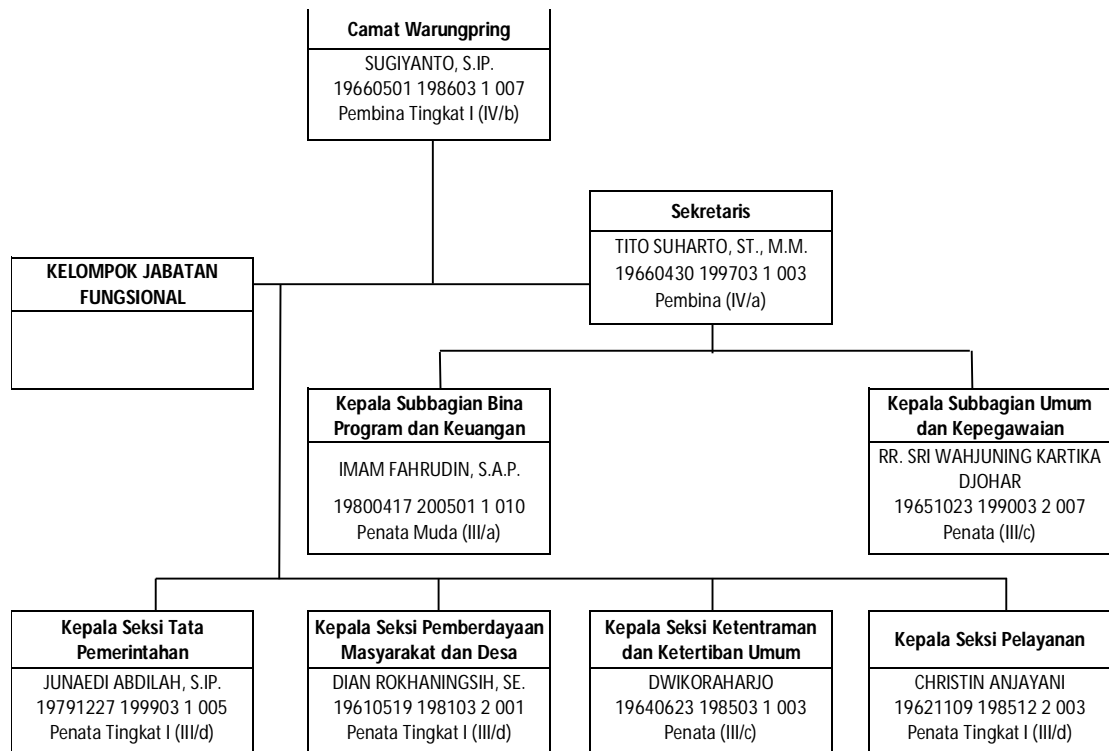 Camat Warungpring
SUGIYANTO, S.IP.
19660501 198603 1 007
Pembina Tingkat I (IV/b)
Sekretaris
TITO SUHARTO, ST., M.M.
19660430 199703 1 003
Pembina (IV/a)
KELOMPOK JABATAN
FUNGSIONAL
Kepala Subbagian Bina
Program dan Keuangan
IMAM FAHRUDIN, S.A.P.
19800417 200501 1 010
Penata Muda (III/a)
Kepala Subbagian Umum
dan Kepegawaian
RR. SRI WAHJUNING KARTIKA
DJOHAR
19651023 199003 2 007
Penata (III/c)
Kepala Seksi Tata
Pemerintahan
JUNAEDI ABDILAH, S.IP.
19791227 199903 1 005
Penata Tingkat I (III/d)
Kepala Seksi Pemberdayaan
Masyarakat dan Desa
DIAN ROKHANINGSIH, SE.
19610519 198103 2 001
Penata Tingkat I (III/d)
Kepala Seksi Ketentraman
dan Ketertiban Umum
DWIKORAHARJO
19640623 198503 1 003
Penata (III/c)
Kepala Seksi Pelayanan
CHRISTIN ANJAYANI
19621109 198512 2 003
Penata Tingkat I (III/d)